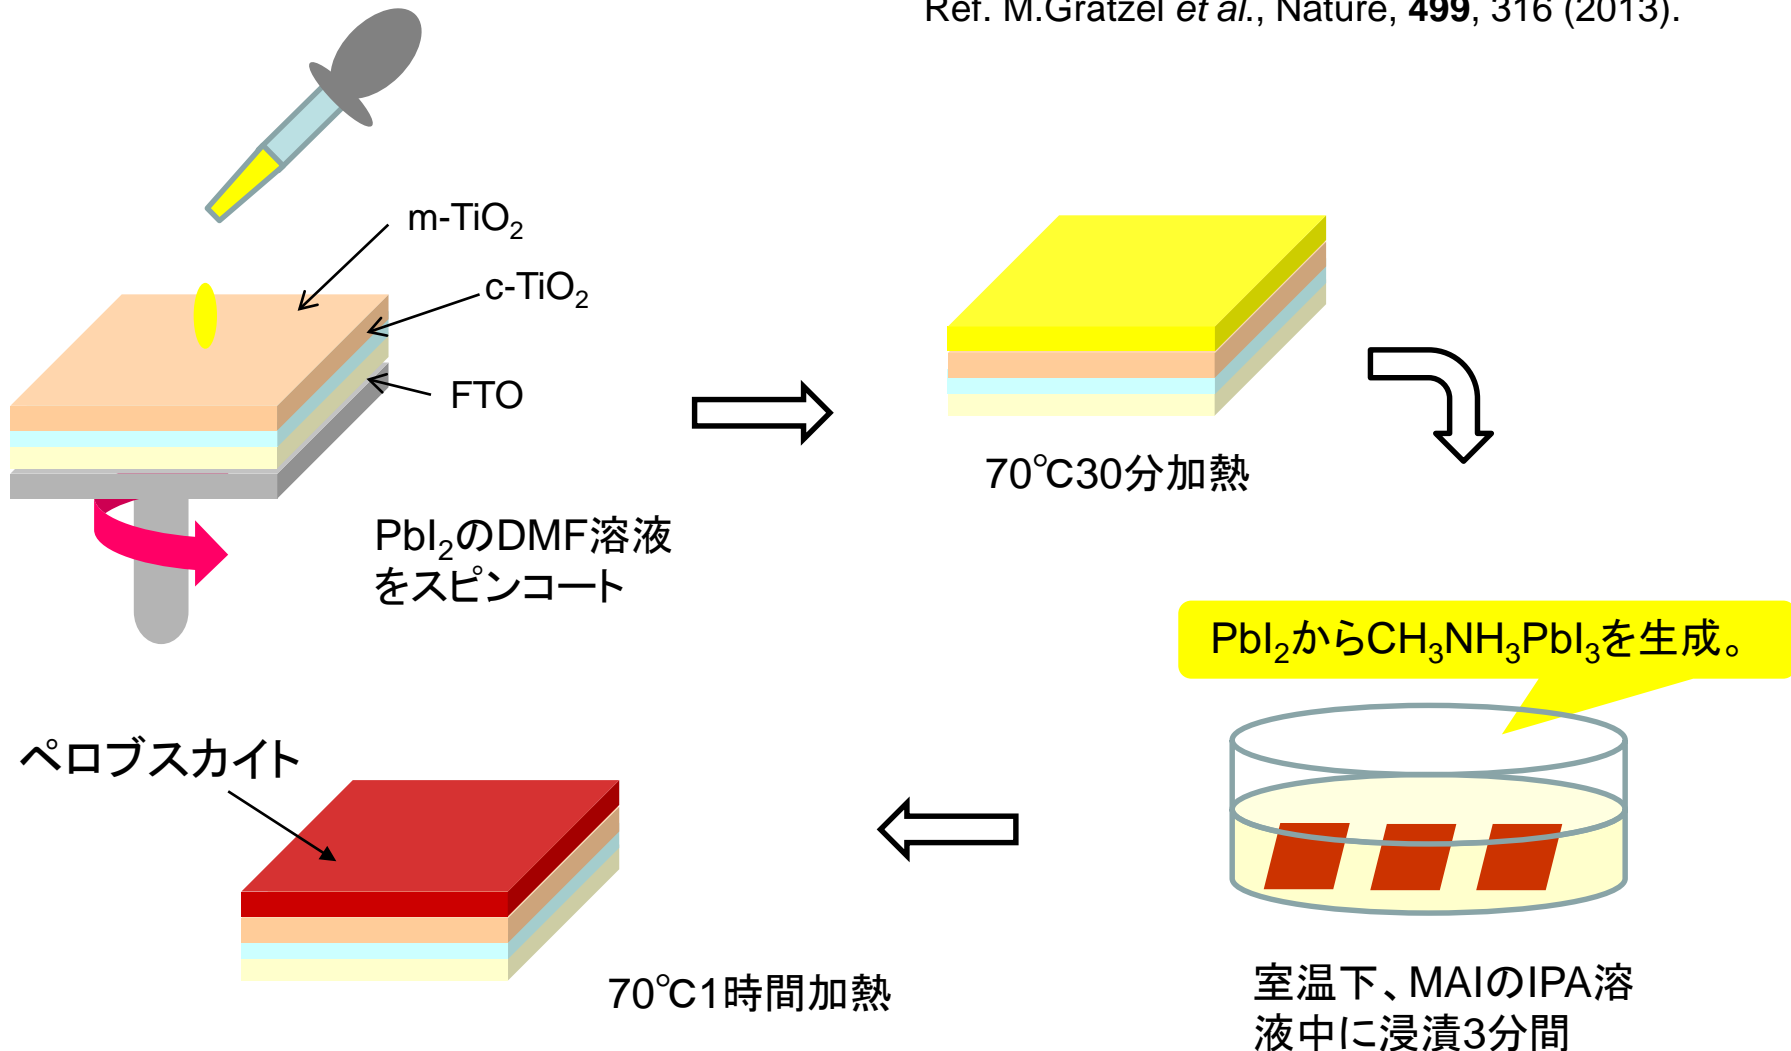 Ref. M.Gratzel et al., Nature, 499, 316 (2013).
m-TiO₂
c-TiO₂
FTO
PbI₂のDMF溶液
をスピンコート
70℃30分加熱
PbI₂からCH₃NH₃PbI₃を生成。
室温下、MAIのIPA溶
液中に浸漬3分間
ペロブスカイト
70℃1時間加熱